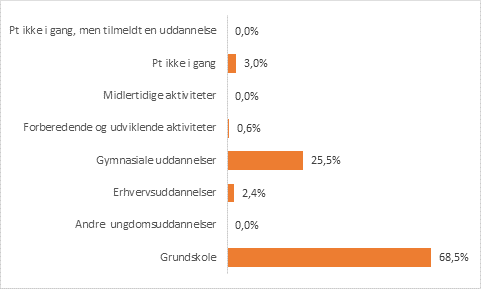 Pt ikke i gang, men tilmeldt en uddannelse 0,0%
Pt ikke i gang 3,0%
Midlertidige aktiviteter 0,0%
Forberedende og udviklende aktiviteter 0,6%
Gymnasiale uddannelser 25,5%
Erhvervsuddannelser 2,4%
Andre ungdomsuddannelser 0,0%
Grundskole 68,5%